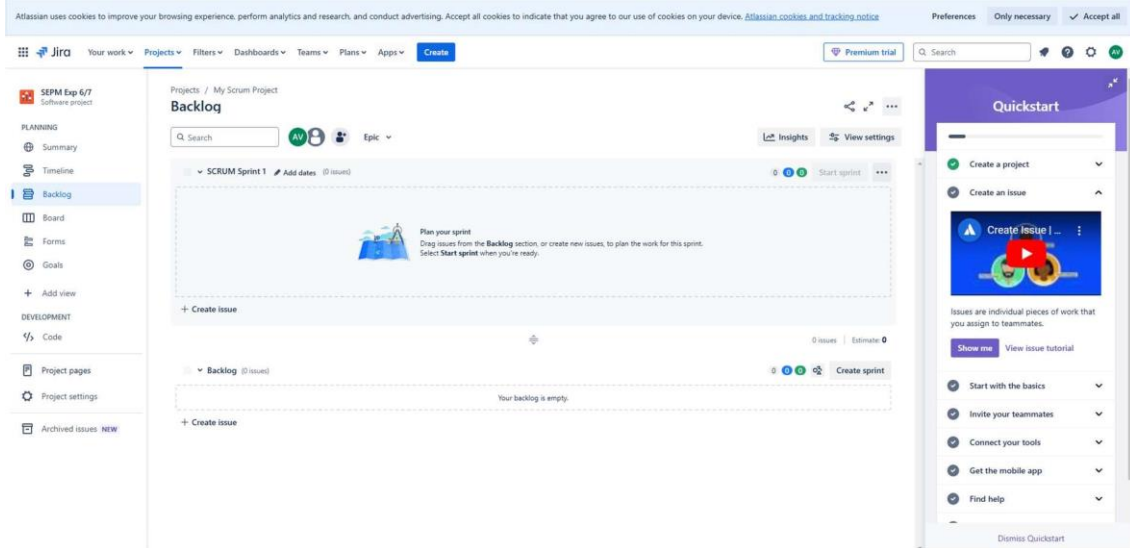 Atlassian uses cookies to improve your browsing experience, perform analytics and research, and conduct advertising. Accept all cookies to indicate that you agree to our use of cookies on your device. Atlassian cookies and tracking notice
Preferences
Only necessary
Accept all
Jira
Your work
Projects
Filters
Dashboards
Teams
Plans
Apps
Create
Premium trial
Search
AV
SEPM Exp 6/7
Software project
PLANNING
Summary
Timeline
Backlog
Board
Forms
Goals
Add view
DEVELOPMENT
Code
Project pages
Project settings
Archived issues NEW
Projects / My Scrum Project
Backlog
Search
AV
Epic
Insights
View settings
SCRUM Sprint 1 Add dates (0 issues)
0 0 0 Start sprint
Plan your sprint
Drag issues from the Backlog section, or create new issues, to plan the work for this sprint.
Select Start sprint when you're ready.
+ Create issue
0 issues | Estimate: 0
Backlog (0 issues)
0 0 0 Create sprint
Your backlog is empty.
+ Create issue
Quickstart
Create a project
Create an issue
Create Issue | ...
Issues are individual pieces of work that
you assign to teammates.
Show me View issue tutorial
Start with the basics
Invite your teammates
Connect your tools
Get the mobile app
Find help
Dismiss Quickstart